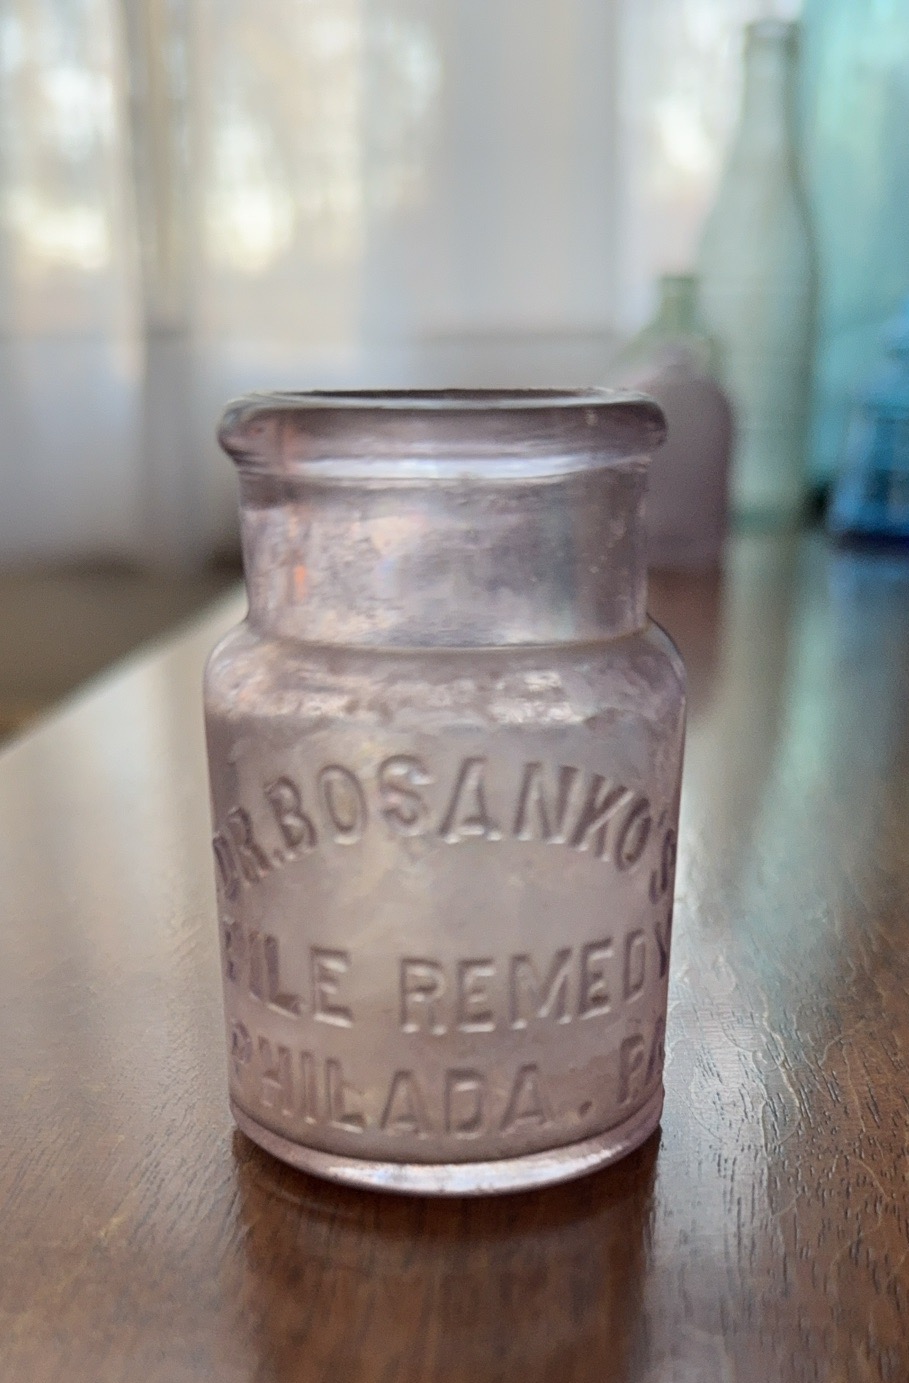 DR. BOSANKO'S
PILE REMEDY
PHILADA. PA